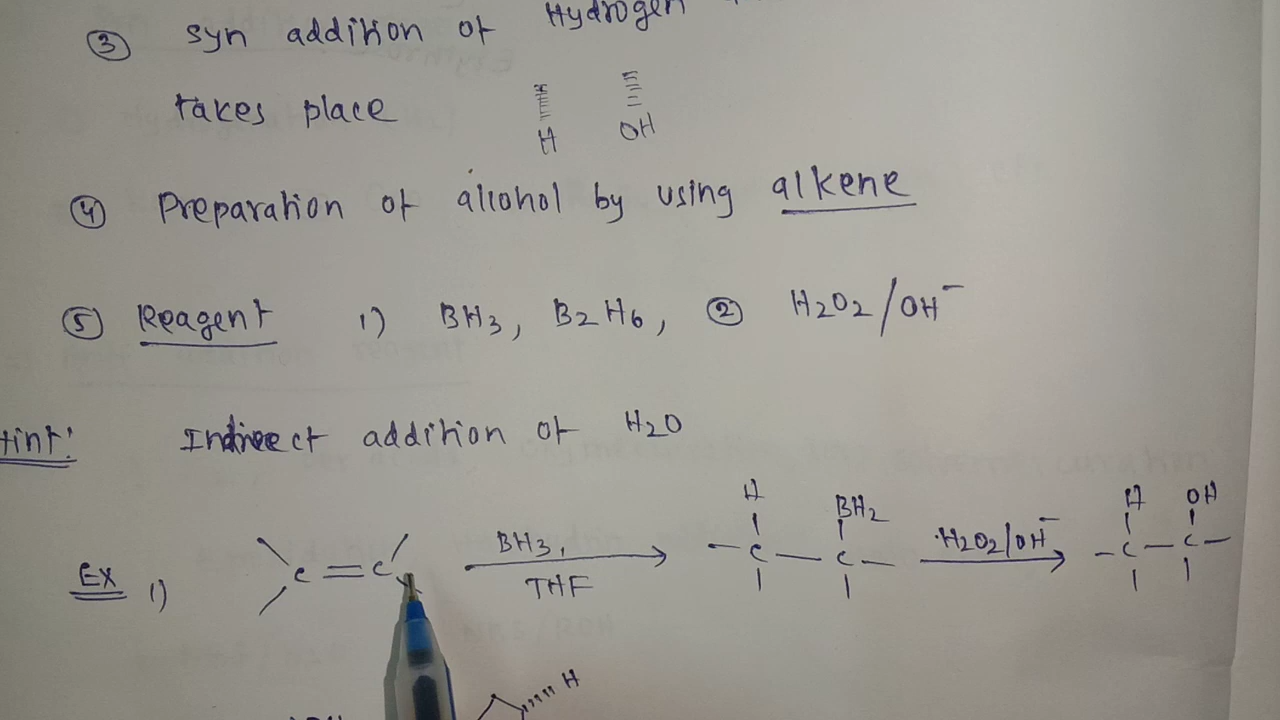 ③ Syn addition of Hydrogen
takes place H OH
④ Preparation of alcohol by using alkene
⑤ Reagent 1) BH3, B2H6, ② H2O2/OH⁻
Hint: Indirect addition of H2O
H BH2 H OH
Ex 1) C=C BH3, THF -C-C- H2O2/OH⁻ -C-C-
H